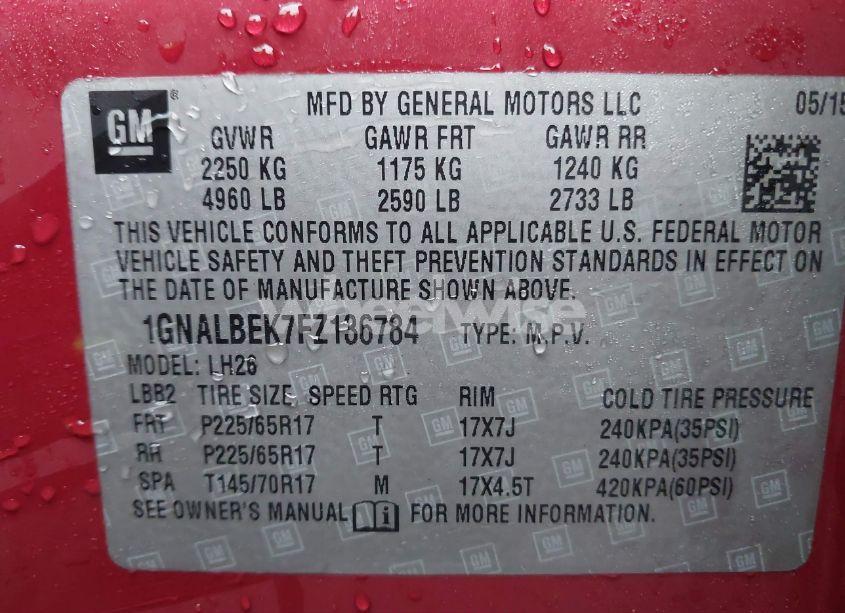 GM ® MFD BY GENERAL MOTORS LLC 05/15
GVWR GAWR FRT GAWR RR
2250 KG 1175 KG 1240 KG
4960 LB 2590 LB 2733 LB
THIS VEHICLE CONFORMS TO ALL APPLICABLE U.S. FEDERAL MOTOR
VEHICLE SAFETY AND THEFT PREVENTION STANDARDS IN EFFECT ON
THE DATE OF MANUFACTURE SHOWN ABOVE.
1GNALBEK7FZ136784 TYPE: M.P.V.
MODEL: LH26
LBB2 TIRE SIZE, SPEED RTG RIM COLD TIRE PRESSURE
FRT P225/65R17 T 17X7J 240KPA(35PSI)
RR P225/65R17 T 17X7J 240KPA(35PSI)
SPA T145/70R17 M 17X4.5T 420KPA(60PSI)
SEE OWNER'S MANUAL FOR MORE INFORMATION.